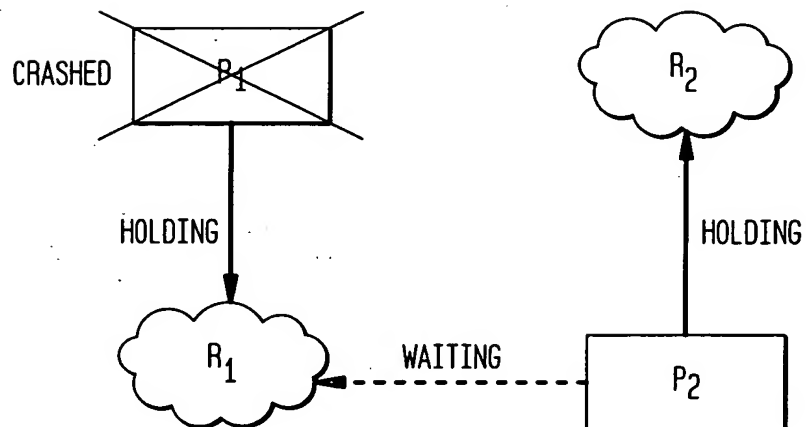 CRASHED
P1
R2
HOLDING
HOLDING
R1
WAITING
P2